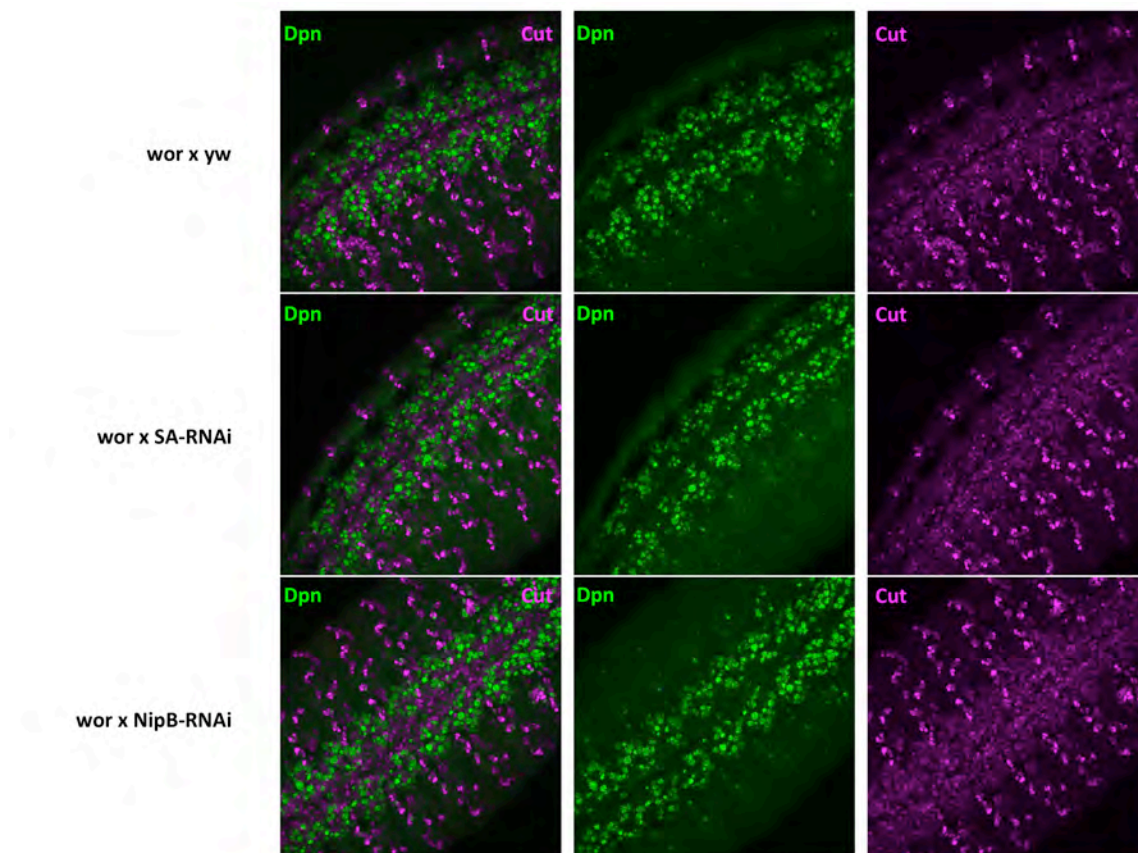 Dpn Cut Dpn Cut
wor x yw
Dpn Cut Dpn Cut
wor x SA-RNAi
Dpn Cut Dpn Cut
wor x NipB-RNAi